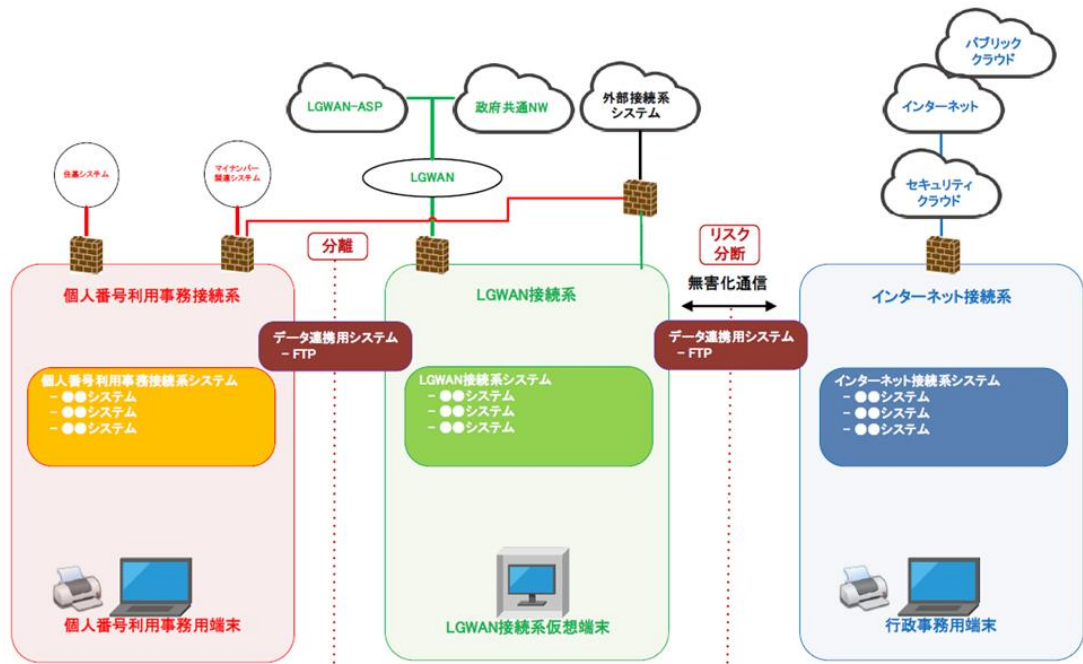 パブリック
クラウド
LGWAN-ASP
政府共通NW
外部接続系
システム
インターネット
住基システム
マイナンバー
関連システム
LGWAN
セキュリティ
クラウド
分離
リスク
分断
無害化通信
個人番号利用事務接続系
LGWAN接続系
インターネット接続系
データ連携用システム
– FTP
データ連携用システム
– FTP
個人番号利用事務接続系システム
– ●●システム
– ●●システム
– ●●システム
LGWAN接続系システム
– ●●システム
– ●●システム
– ●●システム
インターネット接続系システム
– ●●システム
– ●●システム
– ●●システム
個人番号利用事務用端末
LGWAN接続系仮想端末
行政事務用端末